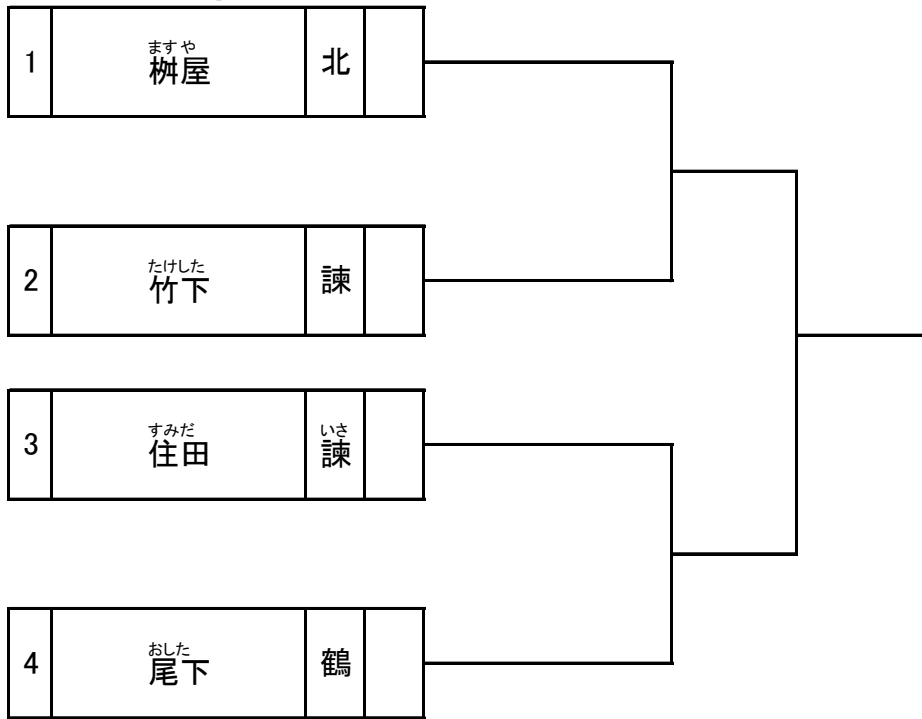 1 桝屋 ますや 北
2 竹下 たけした 諫
3 住田 すみだ 諫 いさ
4 尾下 おした 鶴